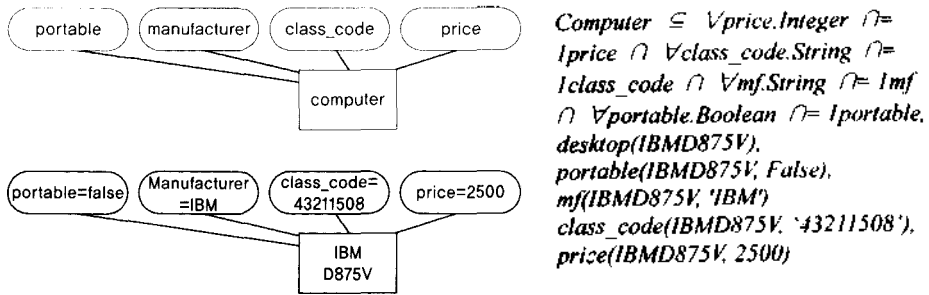 portable manufacturer class_code price
computer
portable=false Manufacturer =IBM class_code= 43211508 price=2500
IBM
D875V
Computer ⊆ ∀price.Integer ∩=
1price ∩ ∀class_code.String ∩=
1class_code ∩ ∀mf.String ∩= 1mf
∩ ∀portable.Boolean ∩= 1portable,
desktop(IBMD875V),
portable(IBMD875V, False),
mf(IBMD875V, 'IBM')
class_code(IBMD875V, '43211508'),
price(IBMD875V, 2500)